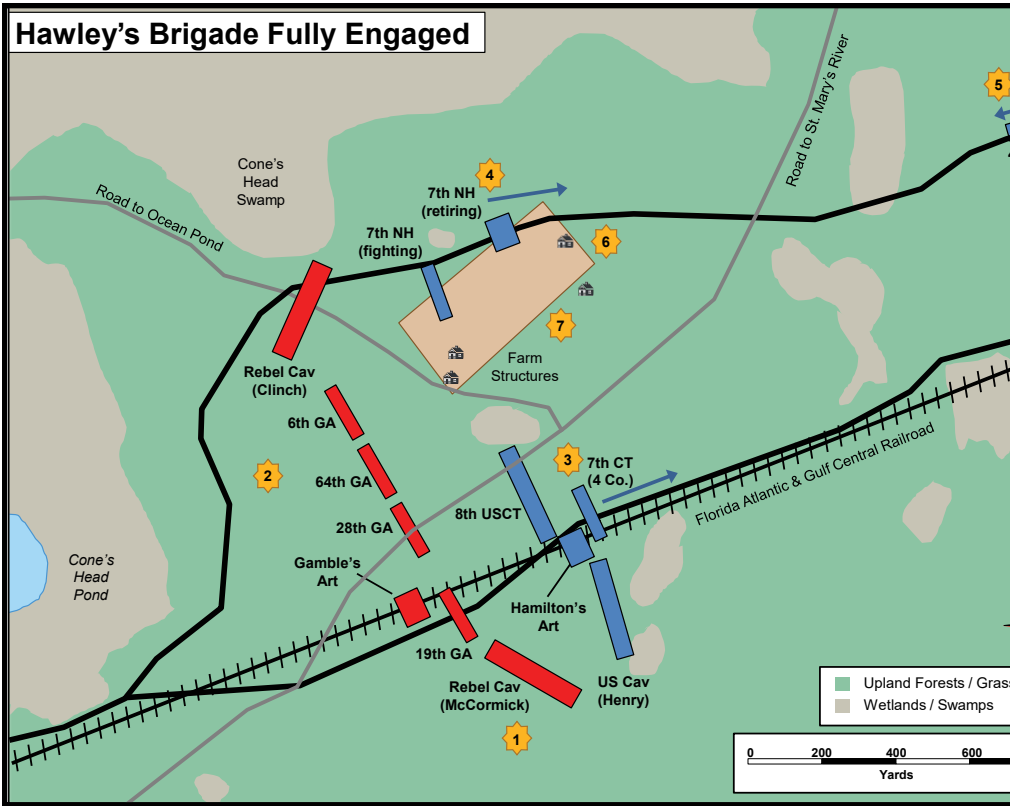 Hawley's Brigade Fully Engaged
Road to St. Mary's River
5
Cone's
Head
Swamp
4
7th NH
(retiring)
Road to Ocean Pond
7th NH
(fighting)
6
7
Farm
Structures
Rebel Cav
(Clinch)
6th GA
3
7th CT
(4 Co.)
2
64th GA
8th USCT
Florida Atlantic & Gulf Central Railroad
28th GA
Gamble's
Art
Cone's
Head
Pond
Hamilton's
Art
19th GA
Rebel Cav
(McCormick)
US Cav
(Henry)
1
Upland Forests / Grass
Wetlands / Swamps
0 200 400 600
Yards